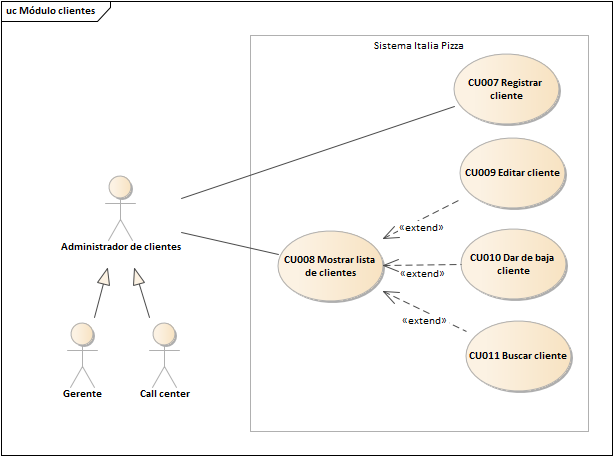 uc Módulo clientes
Sistema Italia Pizza
CU007 Registrar
cliente
CU009 Editar cliente
«extend»
Administrador de clientes
CU008 Mostrar lista
de clientes
CU010 Dar de baja
cliente
«extend»
«extend»
CU011 Buscar cliente
Gerente
Call center